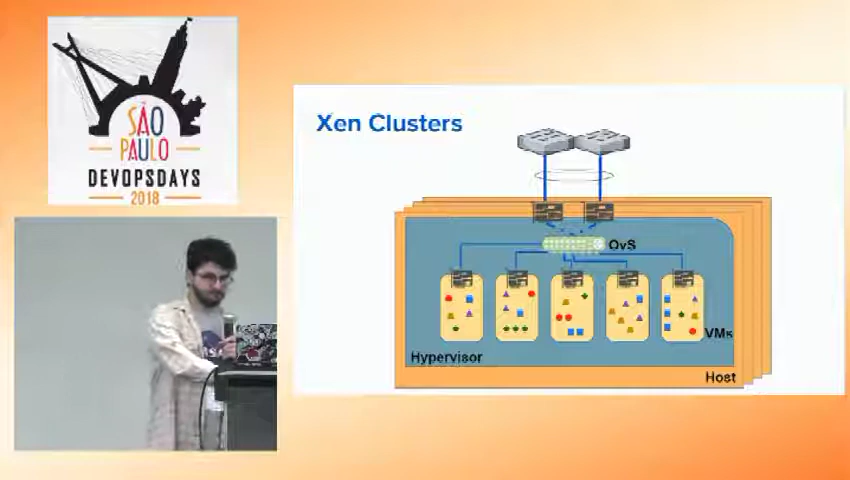 SÃO
PAULO
DEVOPSDAYS
2018
Xen Clusters
OvS
VMs
Hypervisor
Host